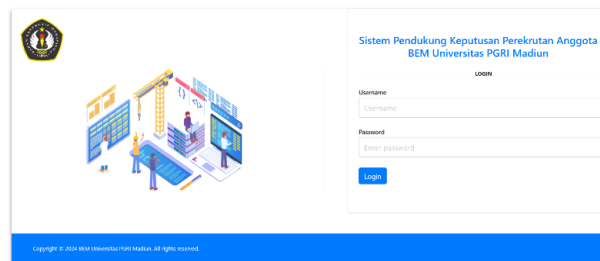 Sistem Pendukung Keputusan Perekrutan Anggota
BEM Universitas PGRI Madiun
LOGIN
Username
Username
Password
Enter password
Login
Copyright © 2024 BEM Universitas PGRI Madiun. All rights reserved.